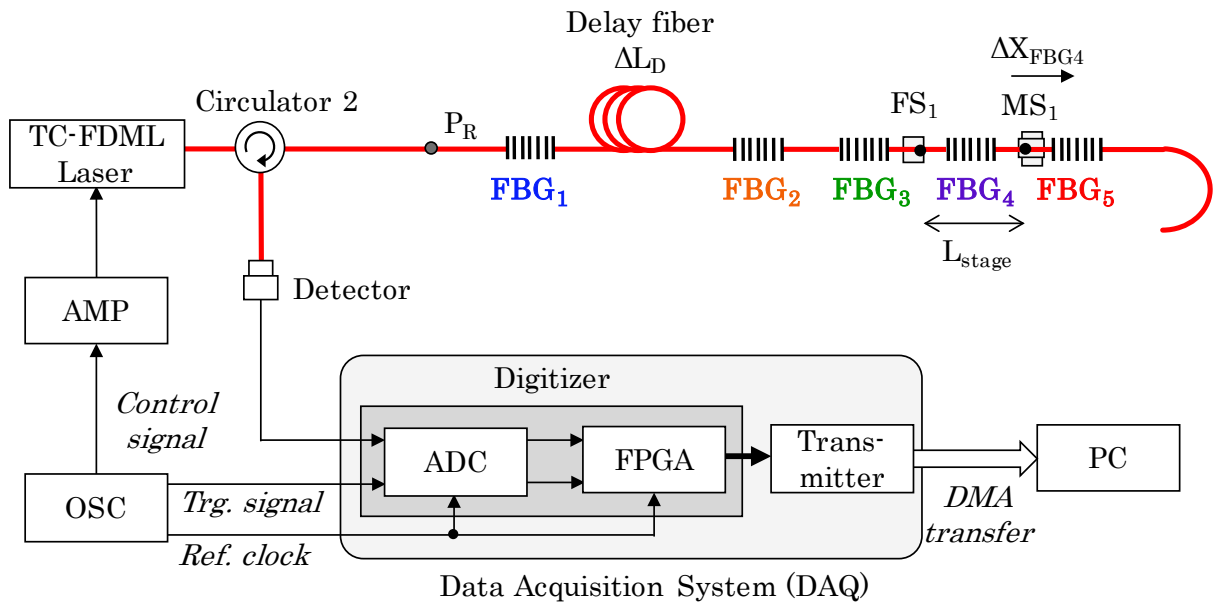 Delay fiber
ΔL_D
ΔX_FBG4
Circulator 2
FS_1
MS_1
TC-FDML
Laser
P_R
FBG_1
FBG_2
FBG_3
FBG_4
FBG_5
L_stage
Detector
AMP
Digitizer
Control
signal
ADC
FPGA
Trans-
mitter
PC
OSC
Trg. signal
DMA
transfer
Ref. clock
Data Acquisition System (DAQ)